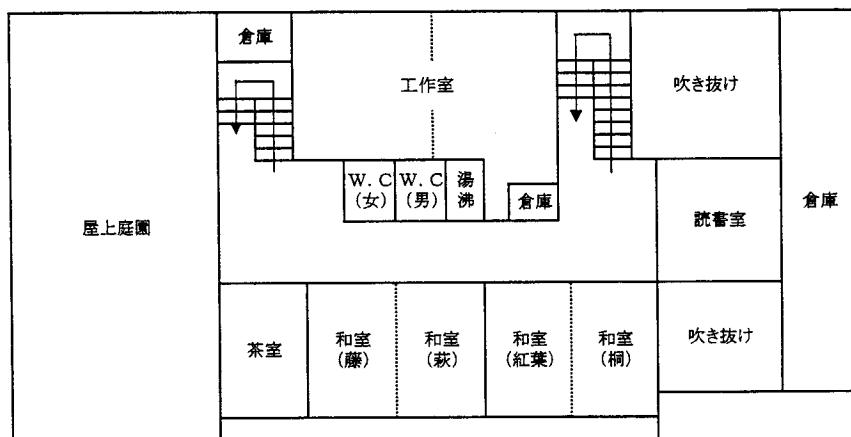 倉庫
工作室
吹き抜け
W.C
(女)
W.C
(男)
湯
沸
倉庫
屋上庭園
読書室
倉庫
茶室
和室
(藤)
和室
(萩)
和室
(紅葉)
和室
(桐)
吹き抜け